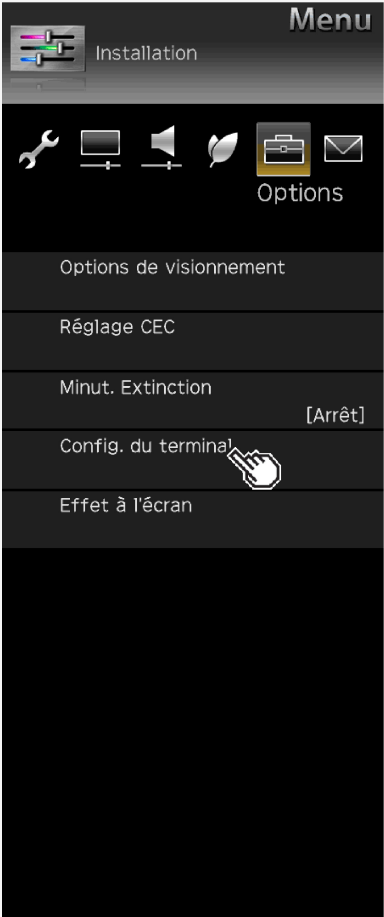 Menu
Installation
Options
Options de visionnement
Réglage CEC
Minut. Extinction
[Arrêt]
Config. du terminal
Effet à l'écran